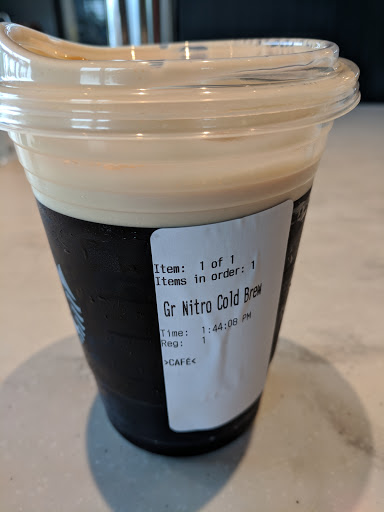 Item: 1 of 1
Items in order: 1
Gr Nitro Cold Brew
Time: 1:44:08 PM
Reg: 1
>CAFÉ<